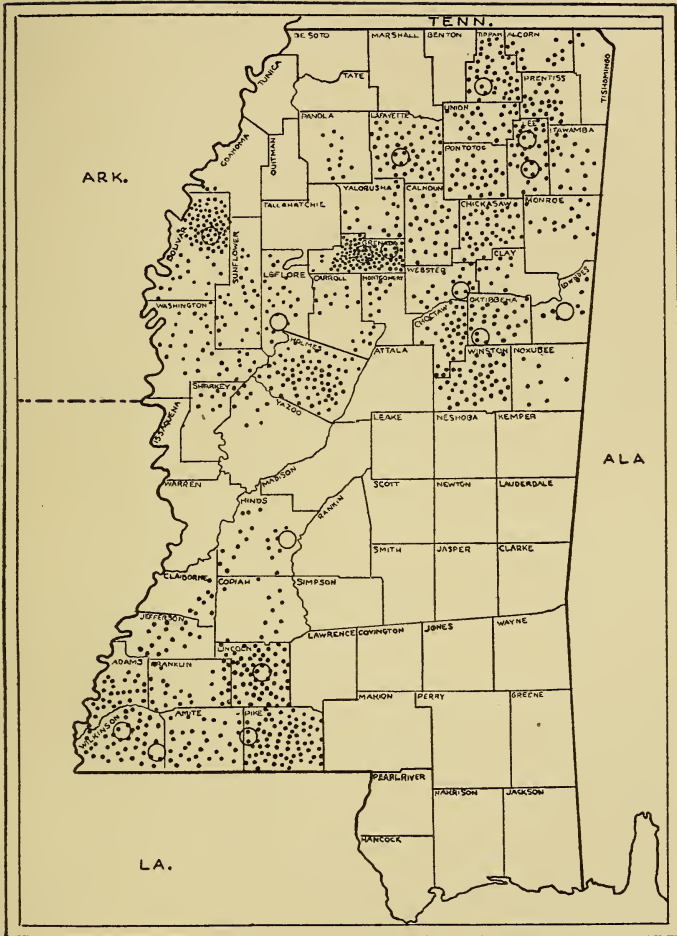 TENN.
DE SOTO
MARSHALL
BENTON
TIPPAH
ALCORN
TISHOMINGO
TUNICA
TATE
PRENTISS
PANOLA
LAFAYETTE
UNION
LEE
ITAWAMBA
COAHOMA
QUITMAN
PONTOTOC
ARK.
YALOBUSHA
CALHOUN
TALLAHATCHIE
CHICKASAW
MONROE
BOLIVAR
SUNFLOWER
GRENADA
CLAY
WEBSTER
LEFLORE
CARROLL
MONTGOMERY
LOWNDES
OKTIBBEHA
WASHINGTON
CHOCTAW
HOLMES
ATTALA
WINSTON
NOXUBEE
SHARKEY
YAZOO
ISSAQUENA
LEAKE
NESHOBA
KEMPER
ALA
WARREN
MADISON
SCOTT
NEWTON
LAUDERDALE
HINDS
RANKIN
SMITH
JASPER
CLARKE
CLAIBORNE
COPIAH
SIMPSON
JEFFERSON
LAWRENCE
COVINGTON
JONES
WAYNE
LINCOLN
ADAMS
FRANKLIN
MARION
PERRY
GREENE
WILKINSON
AMITE
PIKE
PEARL RIVER
HARRISON
JACKSON
HANCOCK
LA.